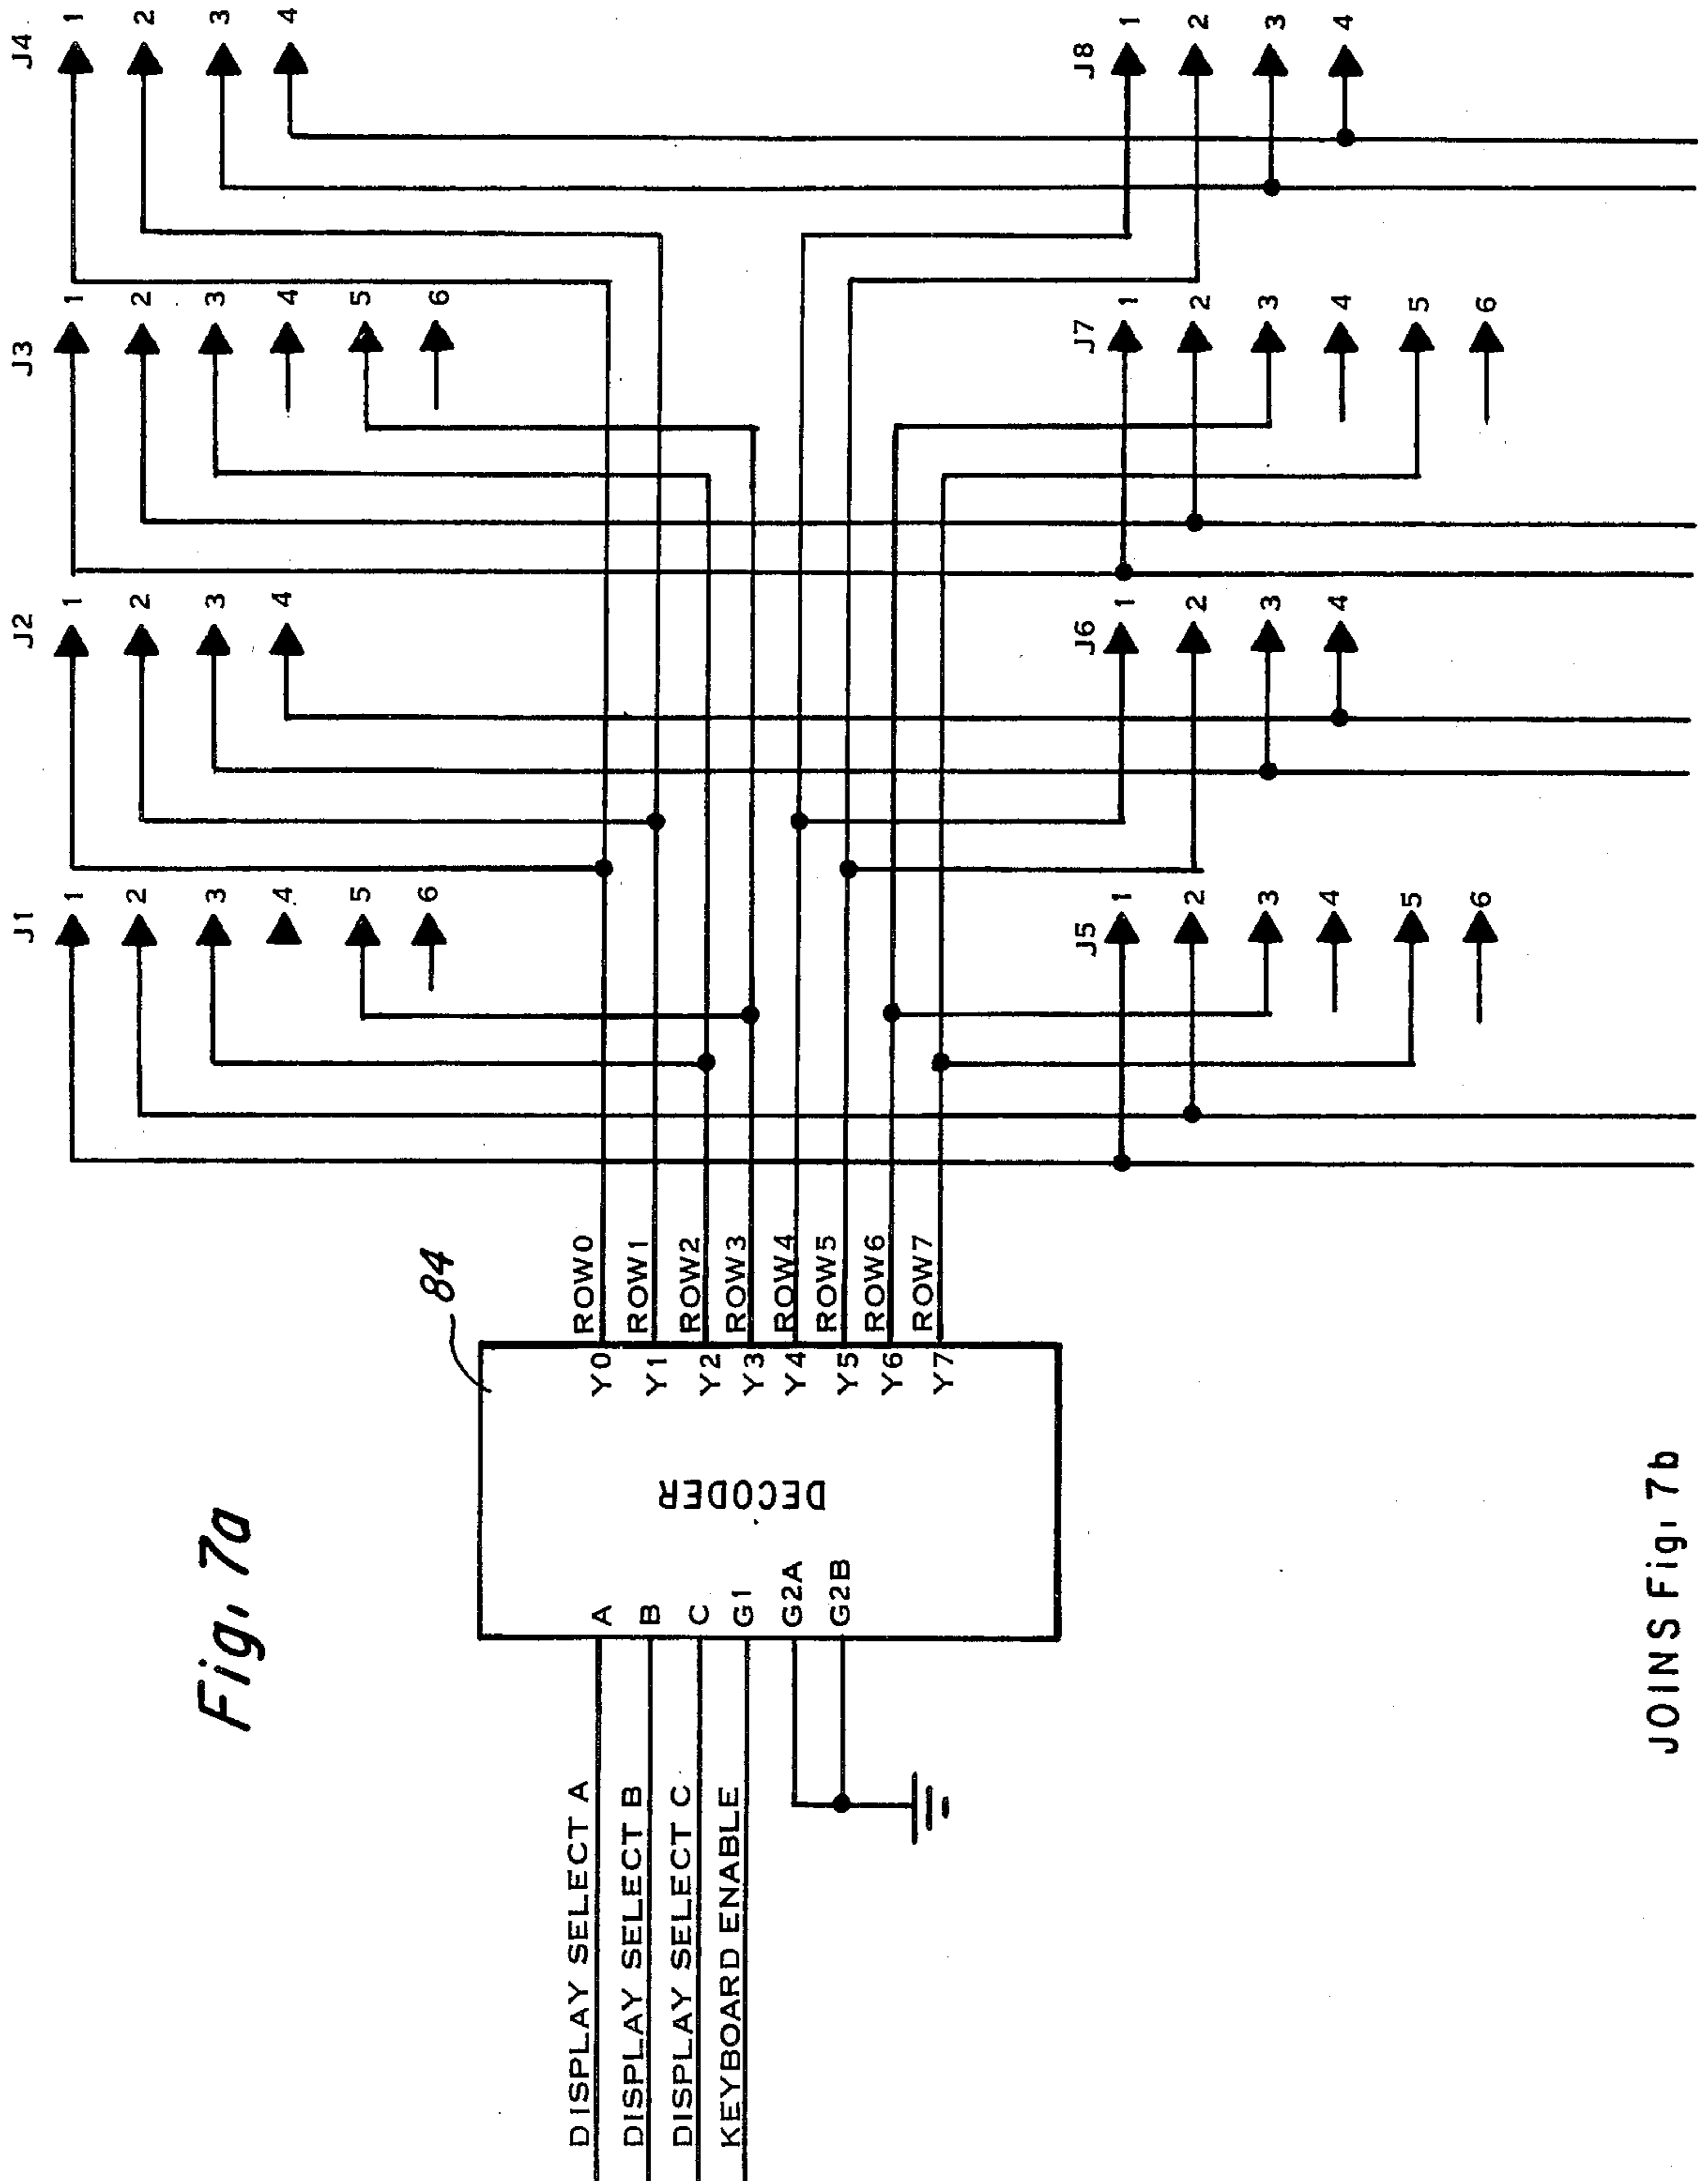 Fig. 7a
84
DISPLAY SELECT A
DISPLAY SELECT B
DISPLAY SELECT C
KEYBOARD ENABLE
A
B
C
G1
G2A
G2B
DECODER
Y0
Y1
Y2
Y3
Y4
Y5
Y6
Y7
ROW0
ROW1
ROW2
ROW3
ROW4
ROW5
ROW6
ROW7
J1
1
2
3
4
5
6
J2
1
2
3
4
J3
1
2
3
4
5
6
J4
1
2
3
4
J5
1
2
3
4
5
6
J6
1
2
3
4
J7
1
2
3
4
5
6
J8
1
2
3
4
JOINS Fig. 7b